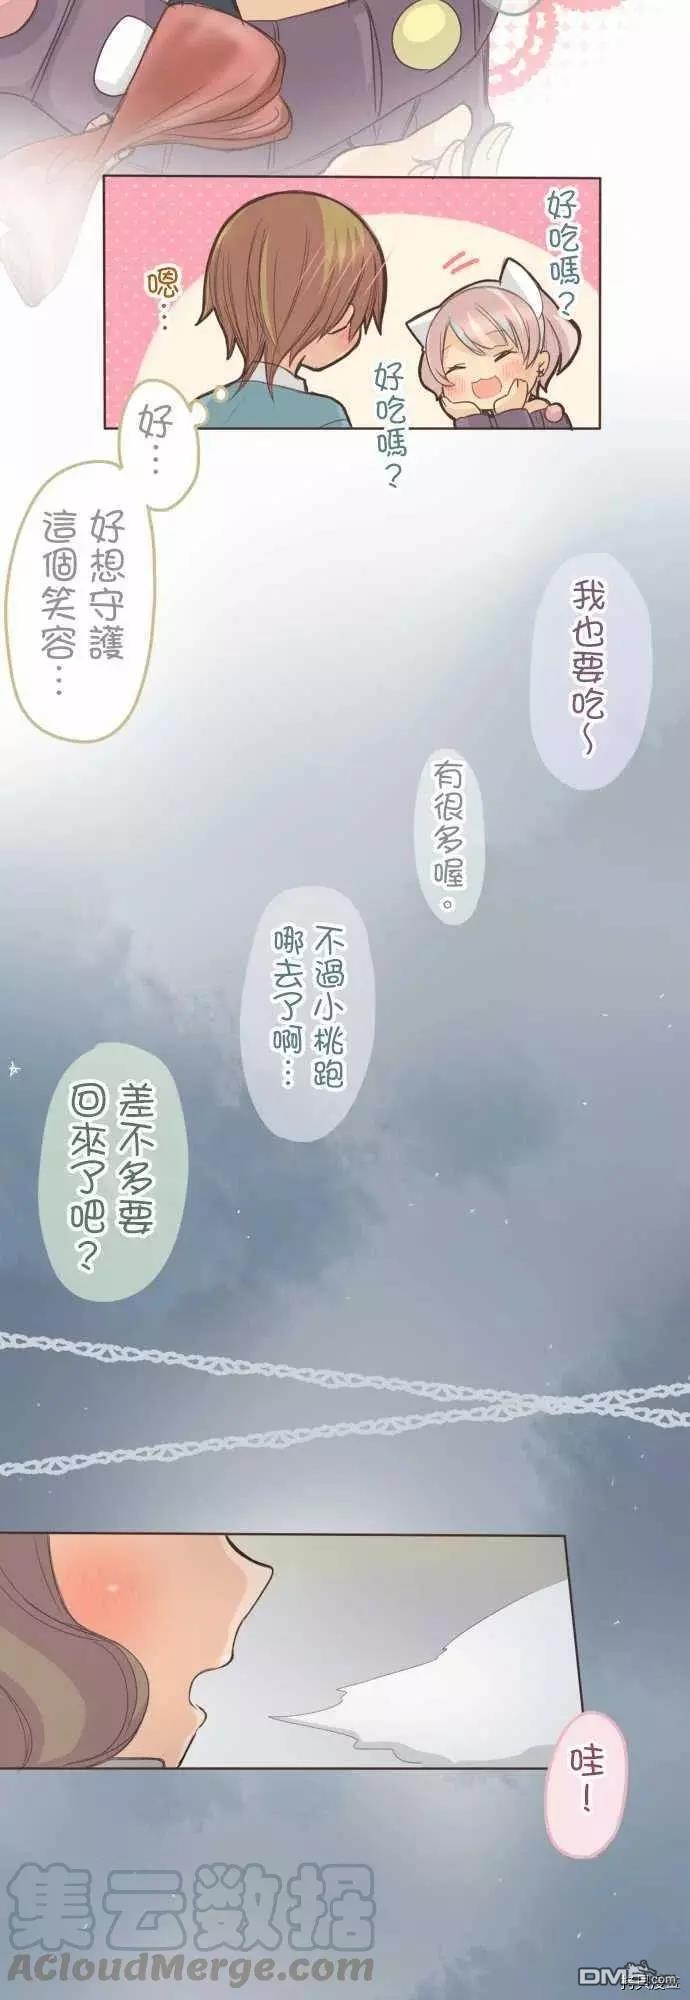 好吃嗎?
嗯…
好吃嗎?
好…
好想守護
這個笑容…
我也要吃~
有很多喔。
不過小桃跑
哪去了啊…
差不多要
回來了吧?
哇!
集云数据
CloudMerge.com